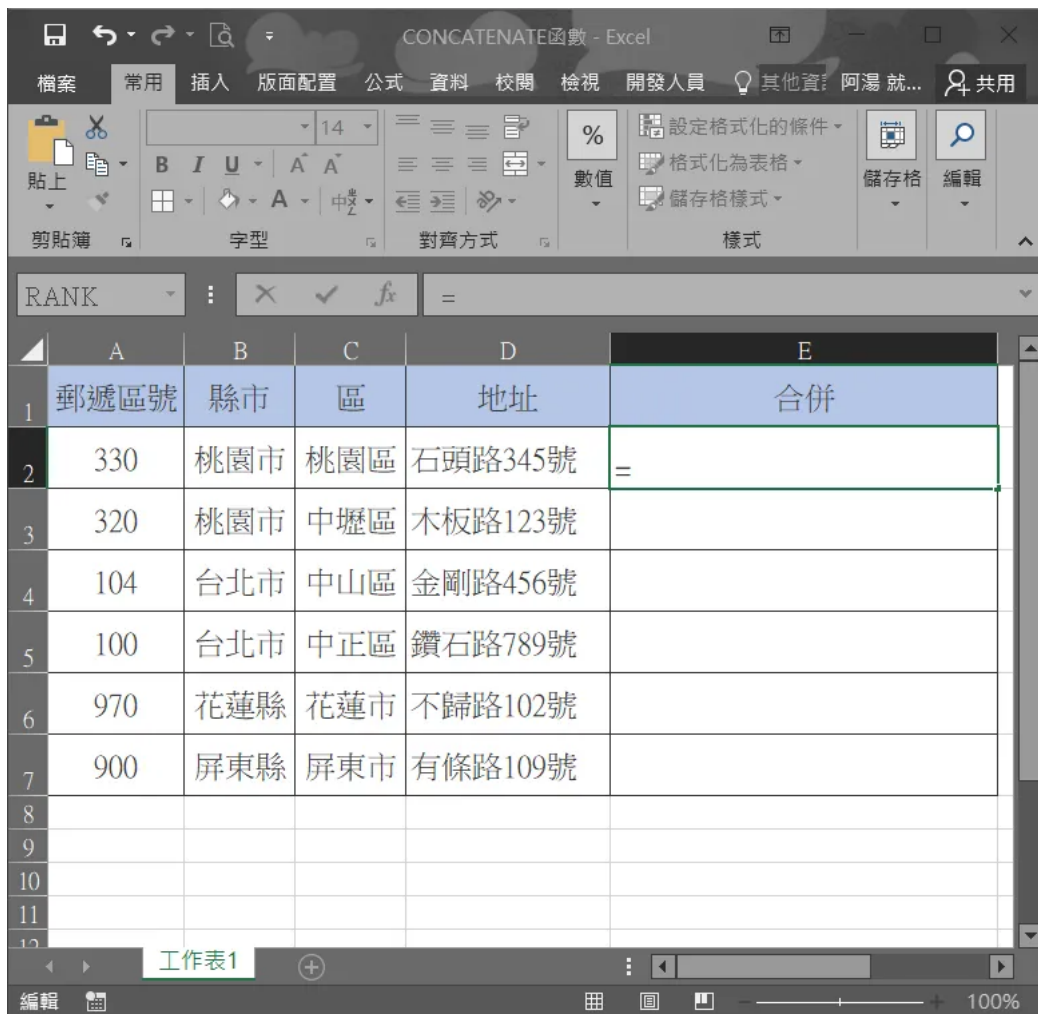 CONCATENATE函數 - Excel
檔案 常用 插入 版面配置 公式 資料 校閱 檢視 開發人員 其他資 阿湯 就... 共用
14
% 設定格式化的條件
B I U A A 格式化為表格
貼上 數值 儲存格 編輯
A 中 儲存格樣式
剪貼簿 字型 對齊方式 樣式
RANK fx =
A B C D E
1 郵遞區號 縣市 區 地址 合併
2 330 桃園市 桃園區 石頭路345號 =
3 320 桃園市 中壢區 木板路123號
4 104 台北市 中山區 金剛路456號
5 100 台北市 中正區 鑽石路789號
6 970 花蓮縣 花蓮市 不歸路102號
7 900 屏東縣 屏東市 有條路109號
8
9
10
11
12
工作表1
編輯 100%